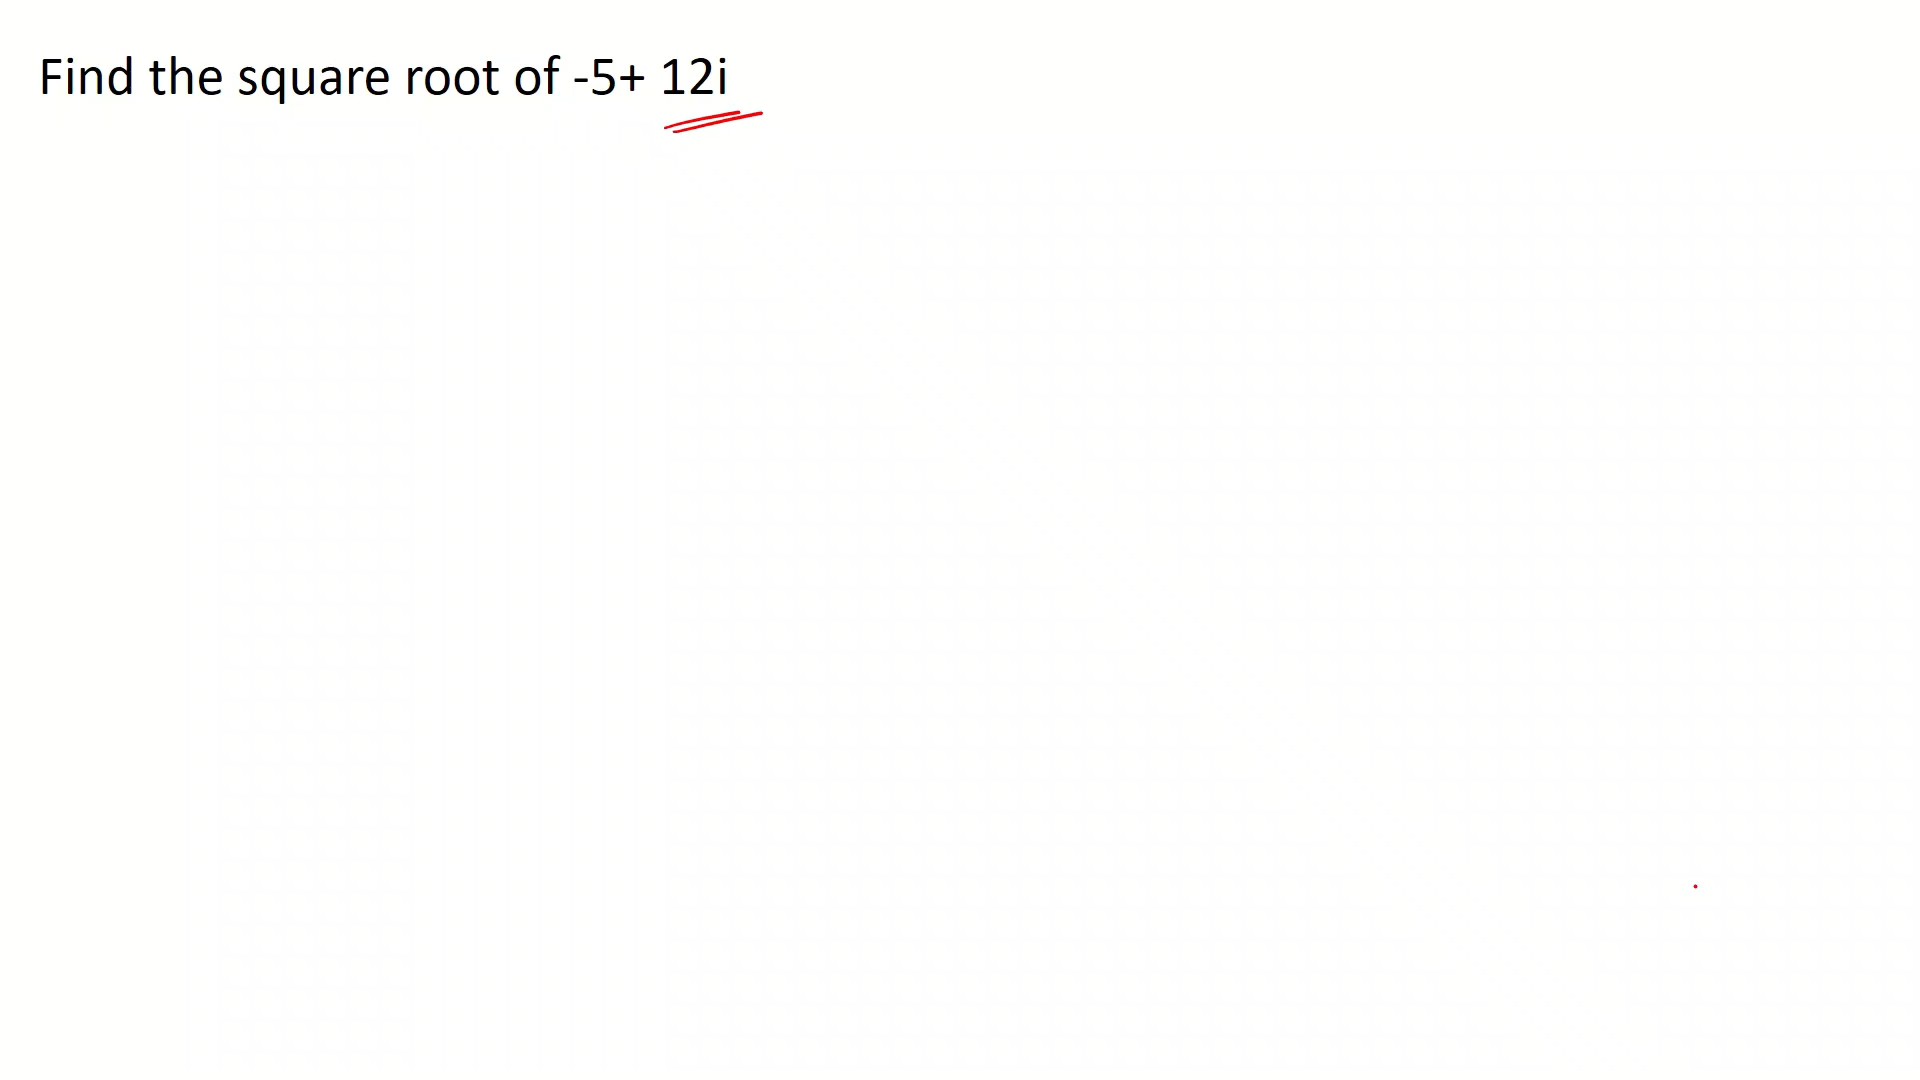 Find the square root of -5+ 12i